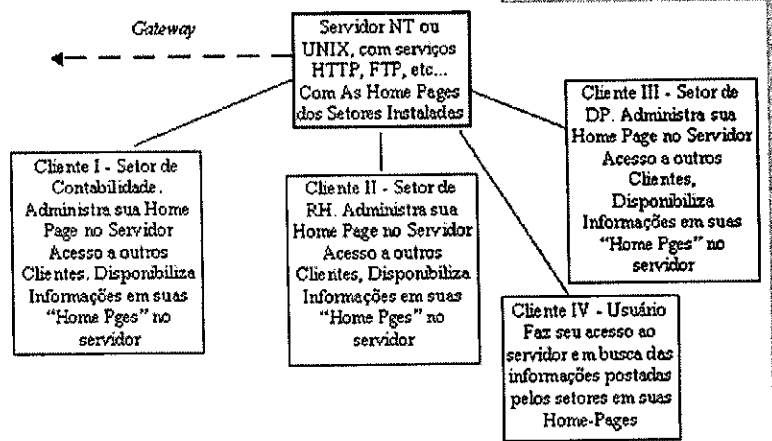 Gateway
Servidor NT ou
UNIX, com serviços
HTTP, FTP, etc...
Com As Home Pages
dos Setores Instaladas
Cliente I - Setor de
Contabilidade.
Administra sua Home
Page no Servidor
Acesso a outros
Clientes. Disponibiliza
Informações em suas
“Home Pges” no
servidor
Cliente II - Setor de
RH. Administra sua
Home Page no Servidor
Acesso a outros
Clientes, Disponibiliza
Informações em suas
“Home Pges” no
servidor
Cliente III - Setor de
DP. Administra sua
Home Page no Servidor
Acesso a outros
Clientes,
Disponibiliza
Informações em suas
“Home Pges” no
servidor
Cliente IV - Usuário
Faz seu acesso ao
servidor em busca das
informações postadas
pelos setores em suas
Home-Pages